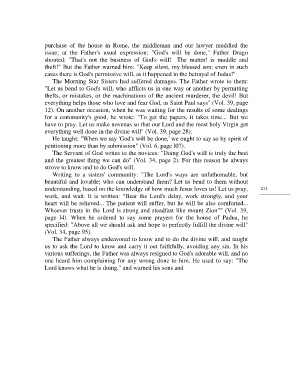 purchase of the house in Rome, the middleman and our lawyer muddled the
issue; at the Father's usual expression: "God's will be done," Father Drago
shouted: "That's not the business of God's will! The matter! is muddle and
theft!" But the Father warned him: "Keep silent, my blessed son: even in such
cases there is God's permissive will, as it happened in the betrayal of Judas!"
The Morning Star Sisters had suffered damages. The Father wrote to them:
"Let us bend to God's will, who afflicts us in one way or another by permitting
thefts, or mistakes, or the machinations of the ancient murderer, the devil! But
everything helps those who love and fear God, as Saint Paul says" (Vol. 39, page
12). On another occasion, when he was waiting for the results of some dealings
for a community's good, he wrote: "To get the papers, it takes time... But we
have to pray. Let us make novenas so that our Lord and the most holy Virgin get
everything well done in the divine will" (Vol. 39, page 28).
He taught: "When we say 'God's will be done,' we ought to say so by spirit of
petitioning more than by submission" (Vol. 6, page l07).
The Servant of God writes to the novices: "Doing God's will is truly the best
and the greatest thing we can do" (Vol. 34, page 2). For this reason he always
strove to know and to do God's will.
Writing to a sisters' community: "The Lord's ways are unfathomable, but
beautiful and lovable; who can understand them? Let us bend to them without
understanding, based on the knowledge of how much Jesus loves us! Let us pray,
work, and wait. It is written: "Bear the Lord's delay, work strongly, and your
heart will be relieved... The patient will suffer, but he will be also comforted...
Whoever trusts in the Lord is strong and steadfast like mount Zion"" (Vol. 39,
page 14). When he ordered to say some prayers for the house of Padua, he
specified: "Above all we should ask and hope to perfectly fulfill the divine will"
(Vol. 34, page 95).
The Father always endeavored to know and to do the divine will, and taught
us to ask the Lord to know and carry it out faithfully, avoiding any sin. In his
various sufferings, the Father was always resigned to God's adorable will, and no
one heard him complaining for any wrong done to him. He used to say: "The
Lord knows what he is doing," and warned his sons and